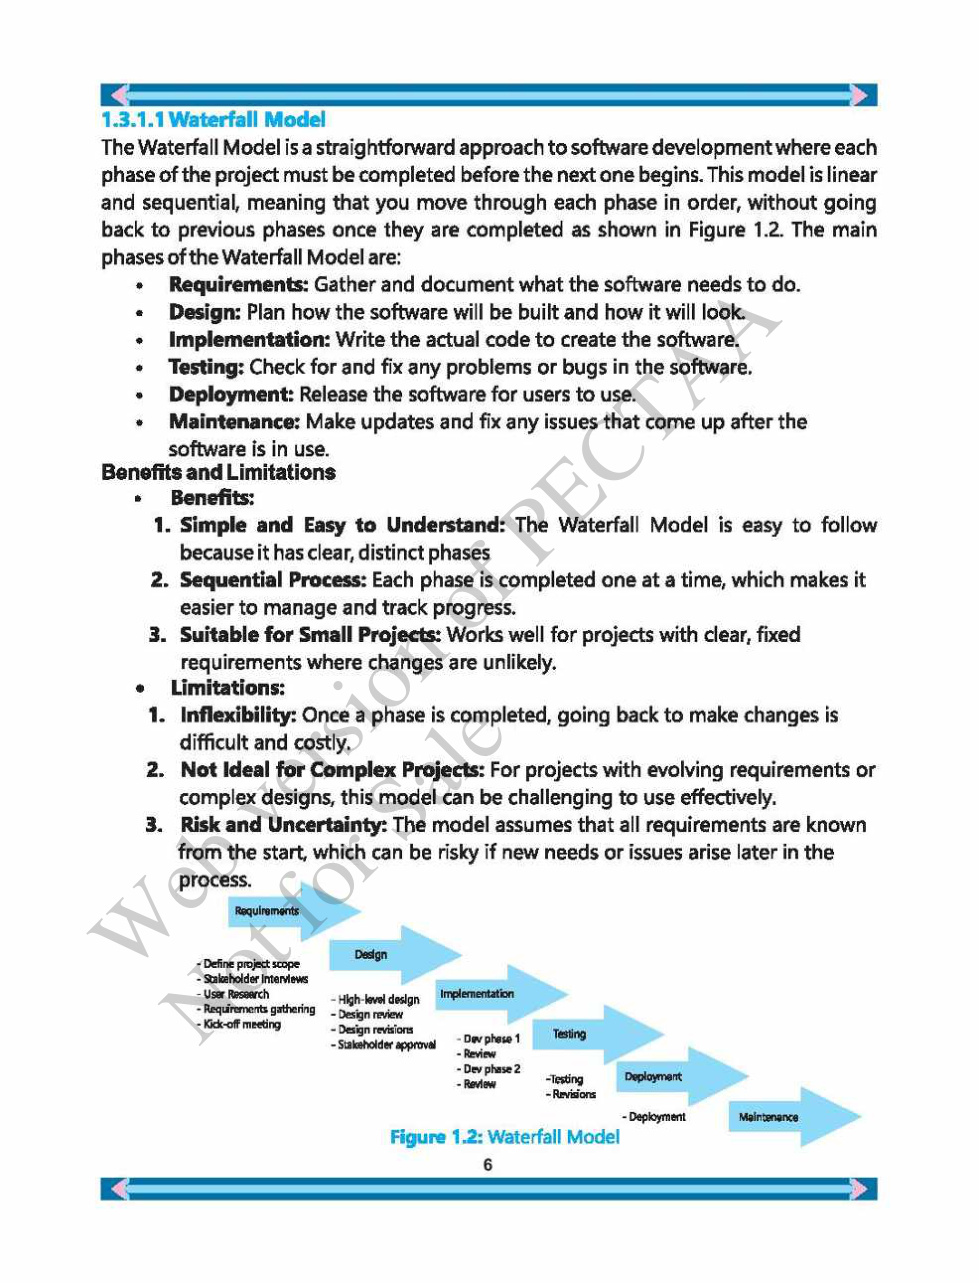 1.3.1.1 Waterfall Model
The Waterfall Model is a straightforward approach to software development where each
phase of the project must be completed before the next one begins. This model is linear
and sequential, meaning that you move through each phase in order, without going
back to previous phases once they are completed as shown in Figure 1.2. The main
phases of the Waterfall Model are:
• Requirements: Gather and document what the software needs to do.
• Design: Plan how the software will be built and how it will look.
• Implementation: Write the actual code to create the software.
• Testing: Check for and fix any problems or bugs in the software.
• Deployment: Release the software for users to use.
• Maintenance: Make updates and fix any issues that come up after the
software is in use.
Benefits and Limitations
• Benefits:
1. Simple and Easy to Understand: The Waterfall Model is easy to follow
because it has clear, distinct phases
2. Sequential Process: Each phase is completed one at a time, which makes it
easier to manage and track progress.
3. Suitable for Small Projects: Works well for projects with clear, fixed
requirements where changes are unlikely.
• Limitations:
1. Inflexibility: Once a phase is completed, going back to make changes is
difficult and costly.
2. Not Ideal for Complex Projects: For projects with evolving requirements or
complex designs, this model can be challenging to use effectively.
3. Risk and Uncertainty: The model assumes that all requirements are known
from the start, which can be risky if new needs or issues arise later in the
process.
Requirements
- Define project scope
- Stakeholder Interviews
- User Research
- Requirements gathering
- Kick-off meeting
Design
- High-level design
- Design review
- Design revisions
- Stakeholder approval
Implementation
- Dev phase 1
- Review
- Dev phase 2
- Review
Testing
-Testing
- Revisions
Deployment
- Deployment
Maintenance
Figure 1.2: Waterfall Model
6
Web version of PECTAA
Not for Sale